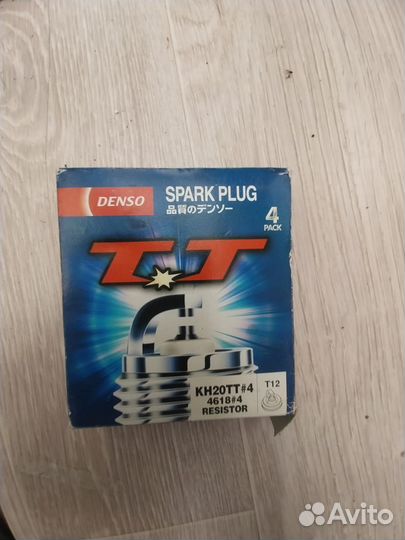 DENSO
SPARK PLUG
品質のデンソー
4
PACK
TT
KH20TT#4
4618#4
RESISTOR
T12
Avito